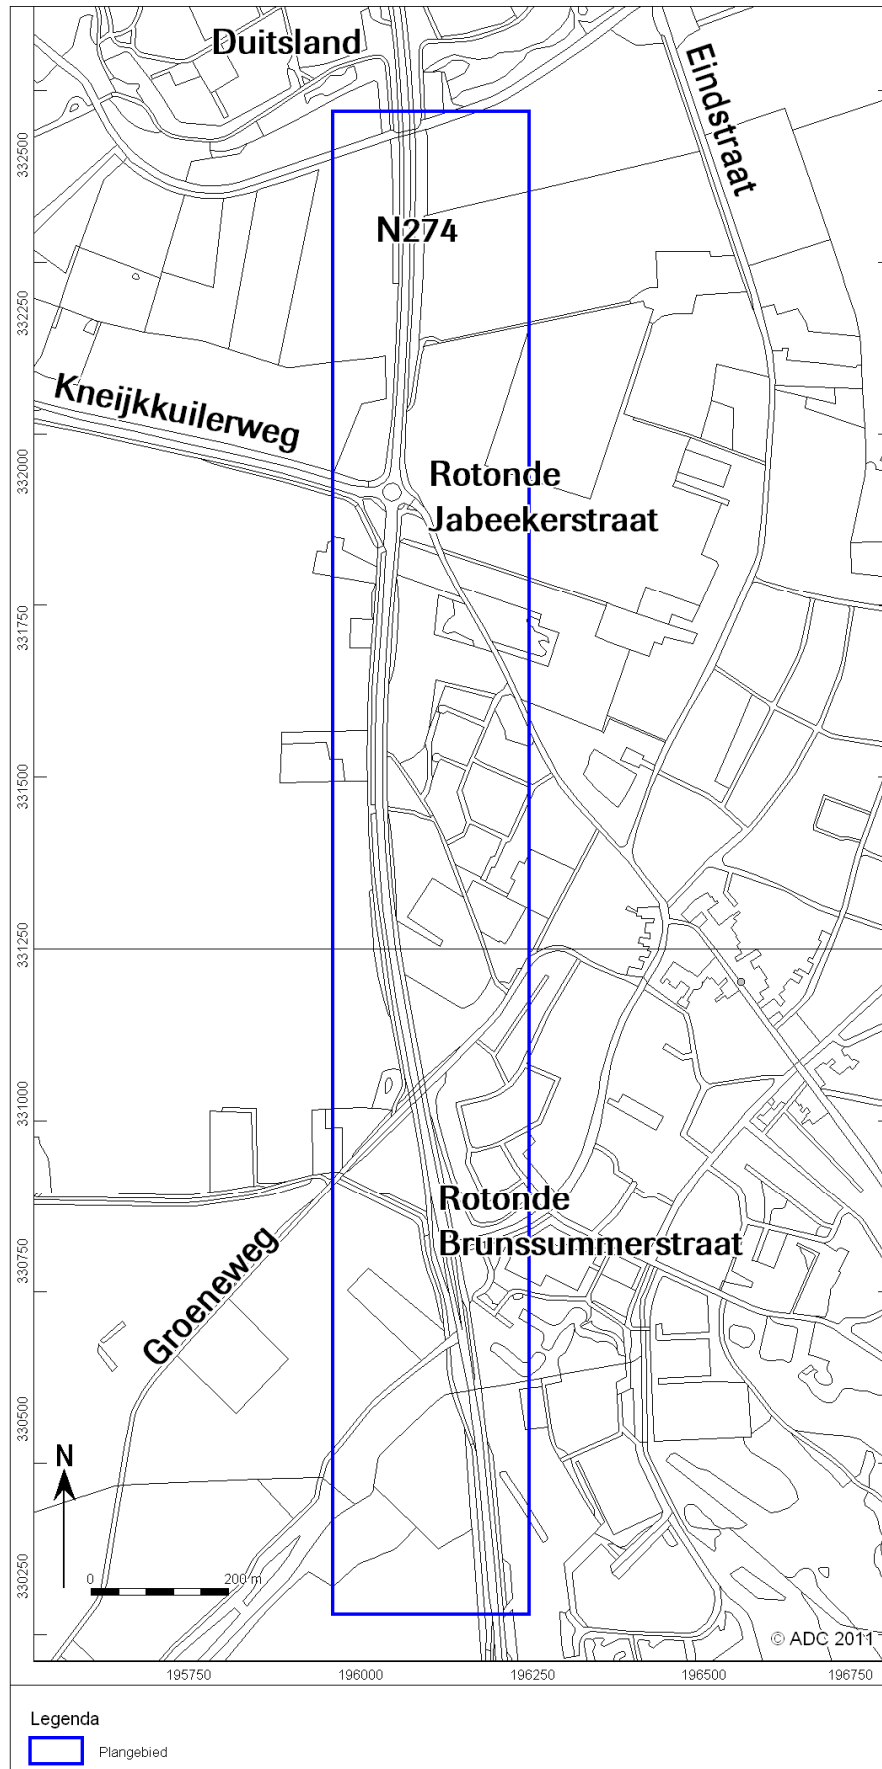 Duitsland
Eindstraat
332500
N274
332250
Kneijkkuilerweg
332000
Rotonde
Jabeekerstraat
331750
331500
331250
331000
Rotonde
Brunssummerstraat
330750
Groeneweg
330500
N
330250
0 200 m
© ADC 2011
195750 196000 196250 196500 196750
Legenda
Plangebied